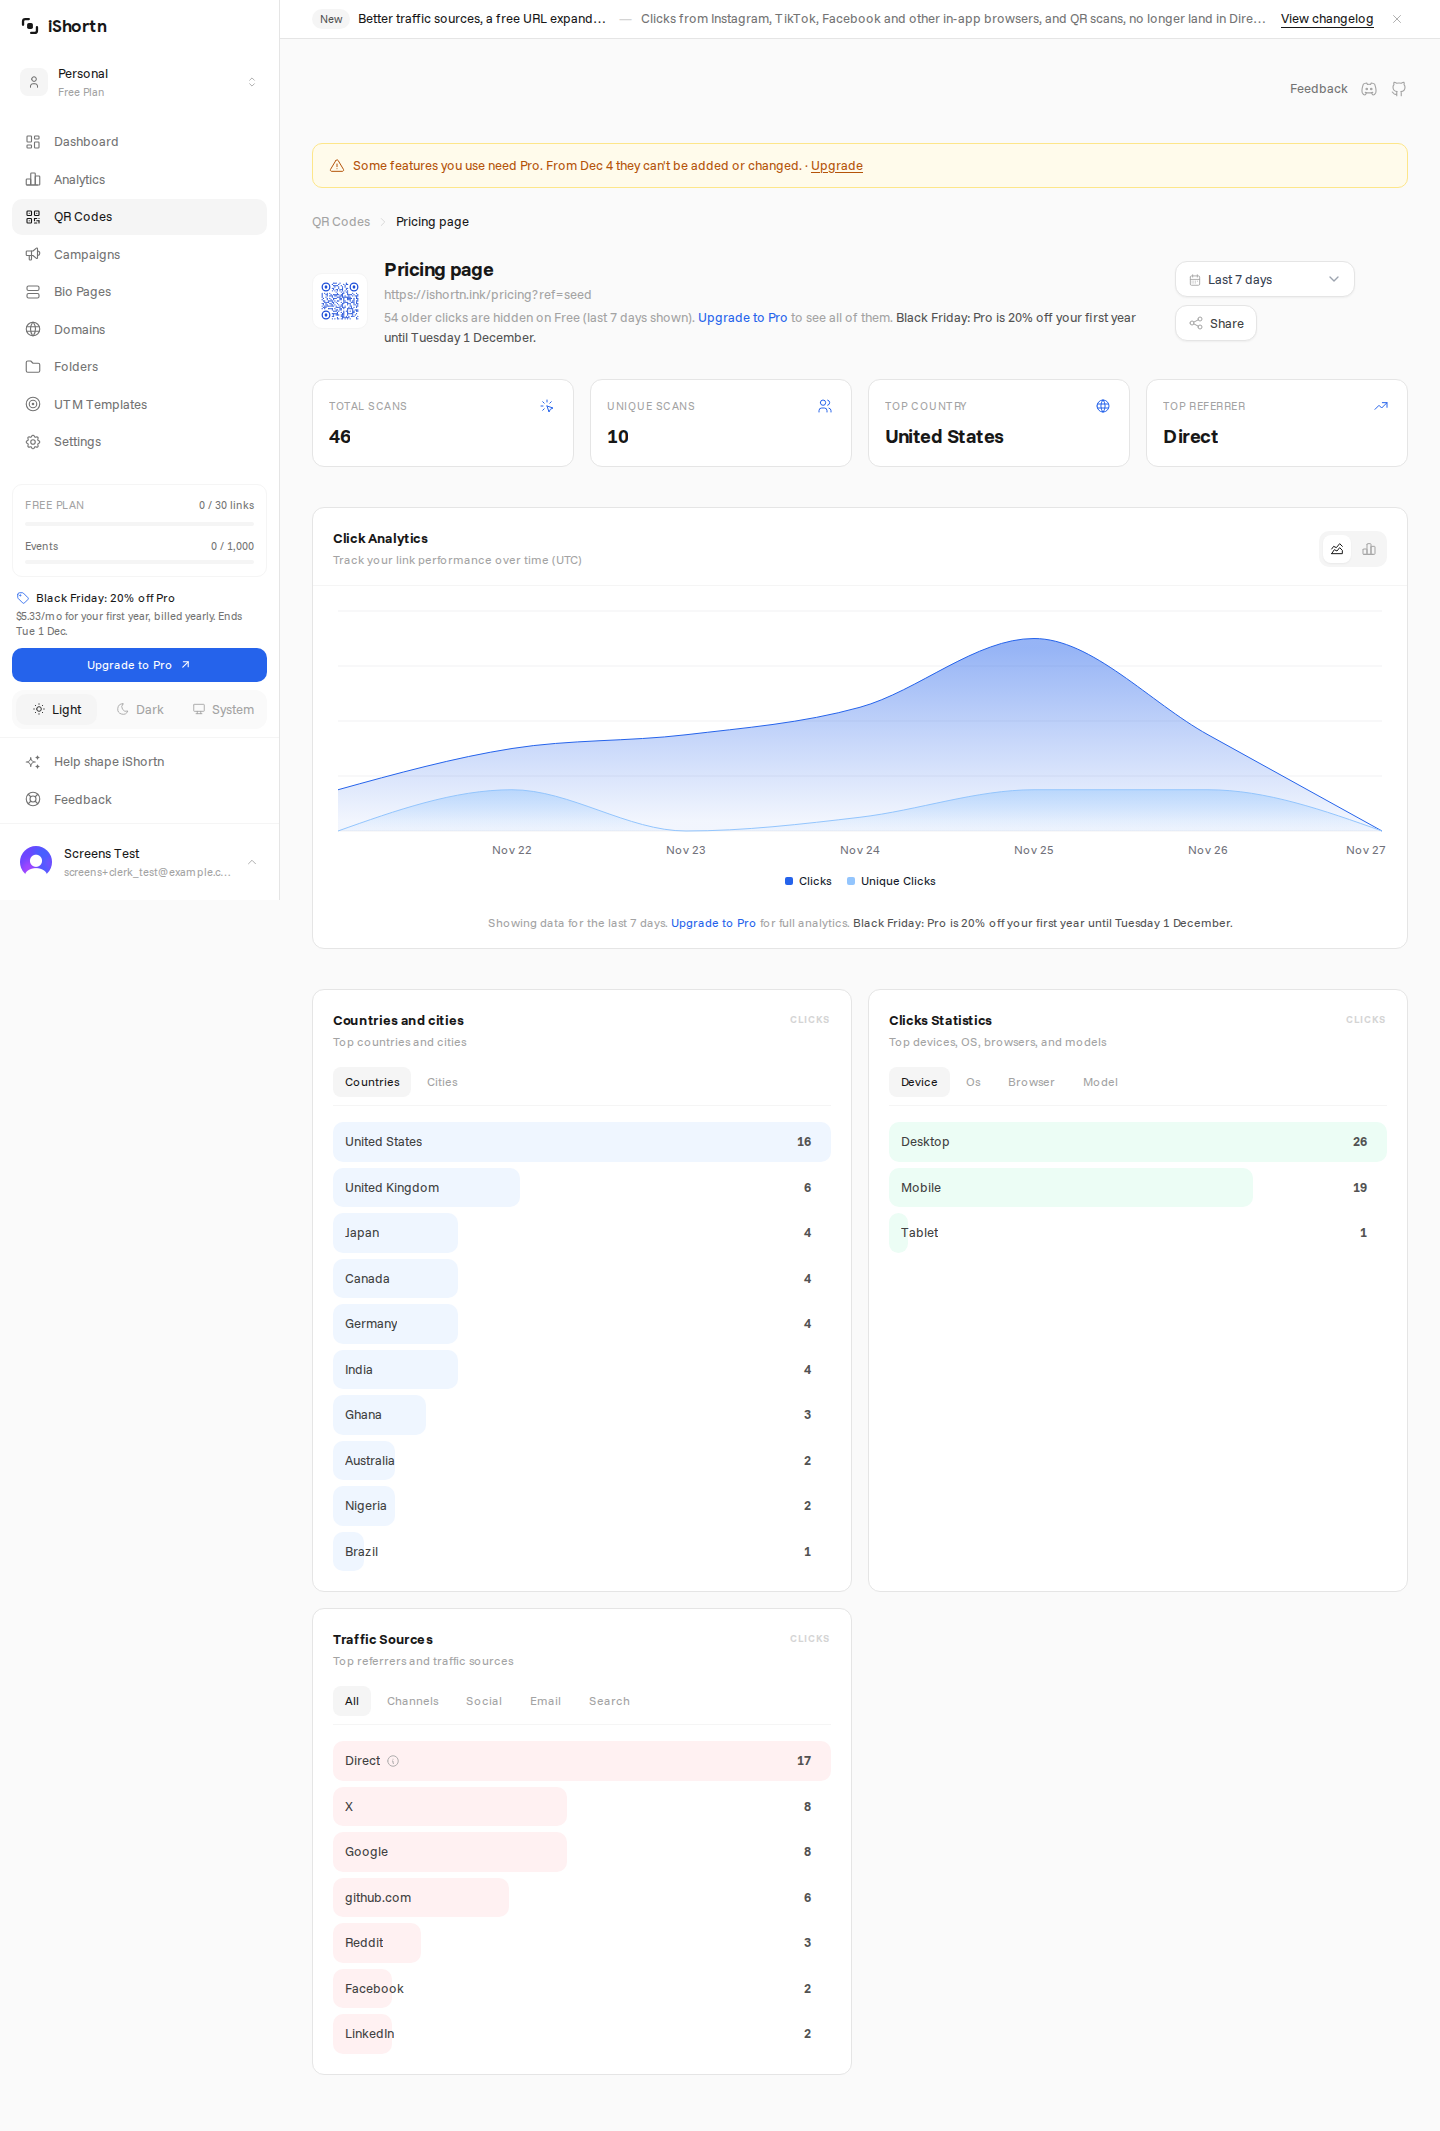 iShortn
Personal
Free Plan
Dashboard
Analytics
QR Codes
Campaigns
Bio Pages
Domains
Folders
UTM Templates
Settings
FREE PLAN 0 / 30 links
Events 0 / 1,000
Black Friday: 20% off Pro
$5.33/mo for your first year, billed yearly. Ends
Tue 1 Dec.
Upgrade to Pro
Light Dark System
Help shape iShortn
Feedback
Screens Test
screens+clerk_test@example.c...
New Better traffic sources, a free URL expand... — Clicks from Instagram, TikTok, Facebook and other in-app browsers, and QR scans, no longer land in Dire... View changelog
Feedback
Some features you use need Pro. From Dec 4 they can't be added or changed. · Upgrade
QR Codes Pricing page
Pricing page
https://ishortn.ink/pricing?ref=seed
54 older clicks are hidden on Free (last 7 days shown). Upgrade to Pro to see all of them. Black Friday: Pro is 20% off your first year
until Tuesday 1 December.
Last 7 days
Share
TOTAL SCANS
46
UNIQUE SCANS
10
TOP COUNTRY
United States
TOP REFERRER
Direct
Click Analytics
Track your link performance over time (UTC)
Nov 22 Nov 23 Nov 24 Nov 25 Nov 26 Nov 27
Clicks Unique Clicks
Showing data for the last 7 days. Upgrade to Pro for full analytics. Black Friday: Pro is 20% off your first year until Tuesday 1 December.
Countries and cities CLICKS
Top countries and cities
Countries Cities
United States 16
United Kingdom 6
Japan 4
Canada 4
Germany 4
India 4
Ghana 3
Australia 2
Nigeria 2
Brazil 1
Clicks Statistics CLICKS
Top devices, OS, browsers, and models
Device Os Browser Model
Desktop 26
Mobile 19
Tablet 1
Traffic Sources CLICKS
Top referrers and traffic sources
All Channels Social Email Search
Direct 17
X 8
Google 8
github.com 6
Reddit 3
Facebook 2
LinkedIn 2